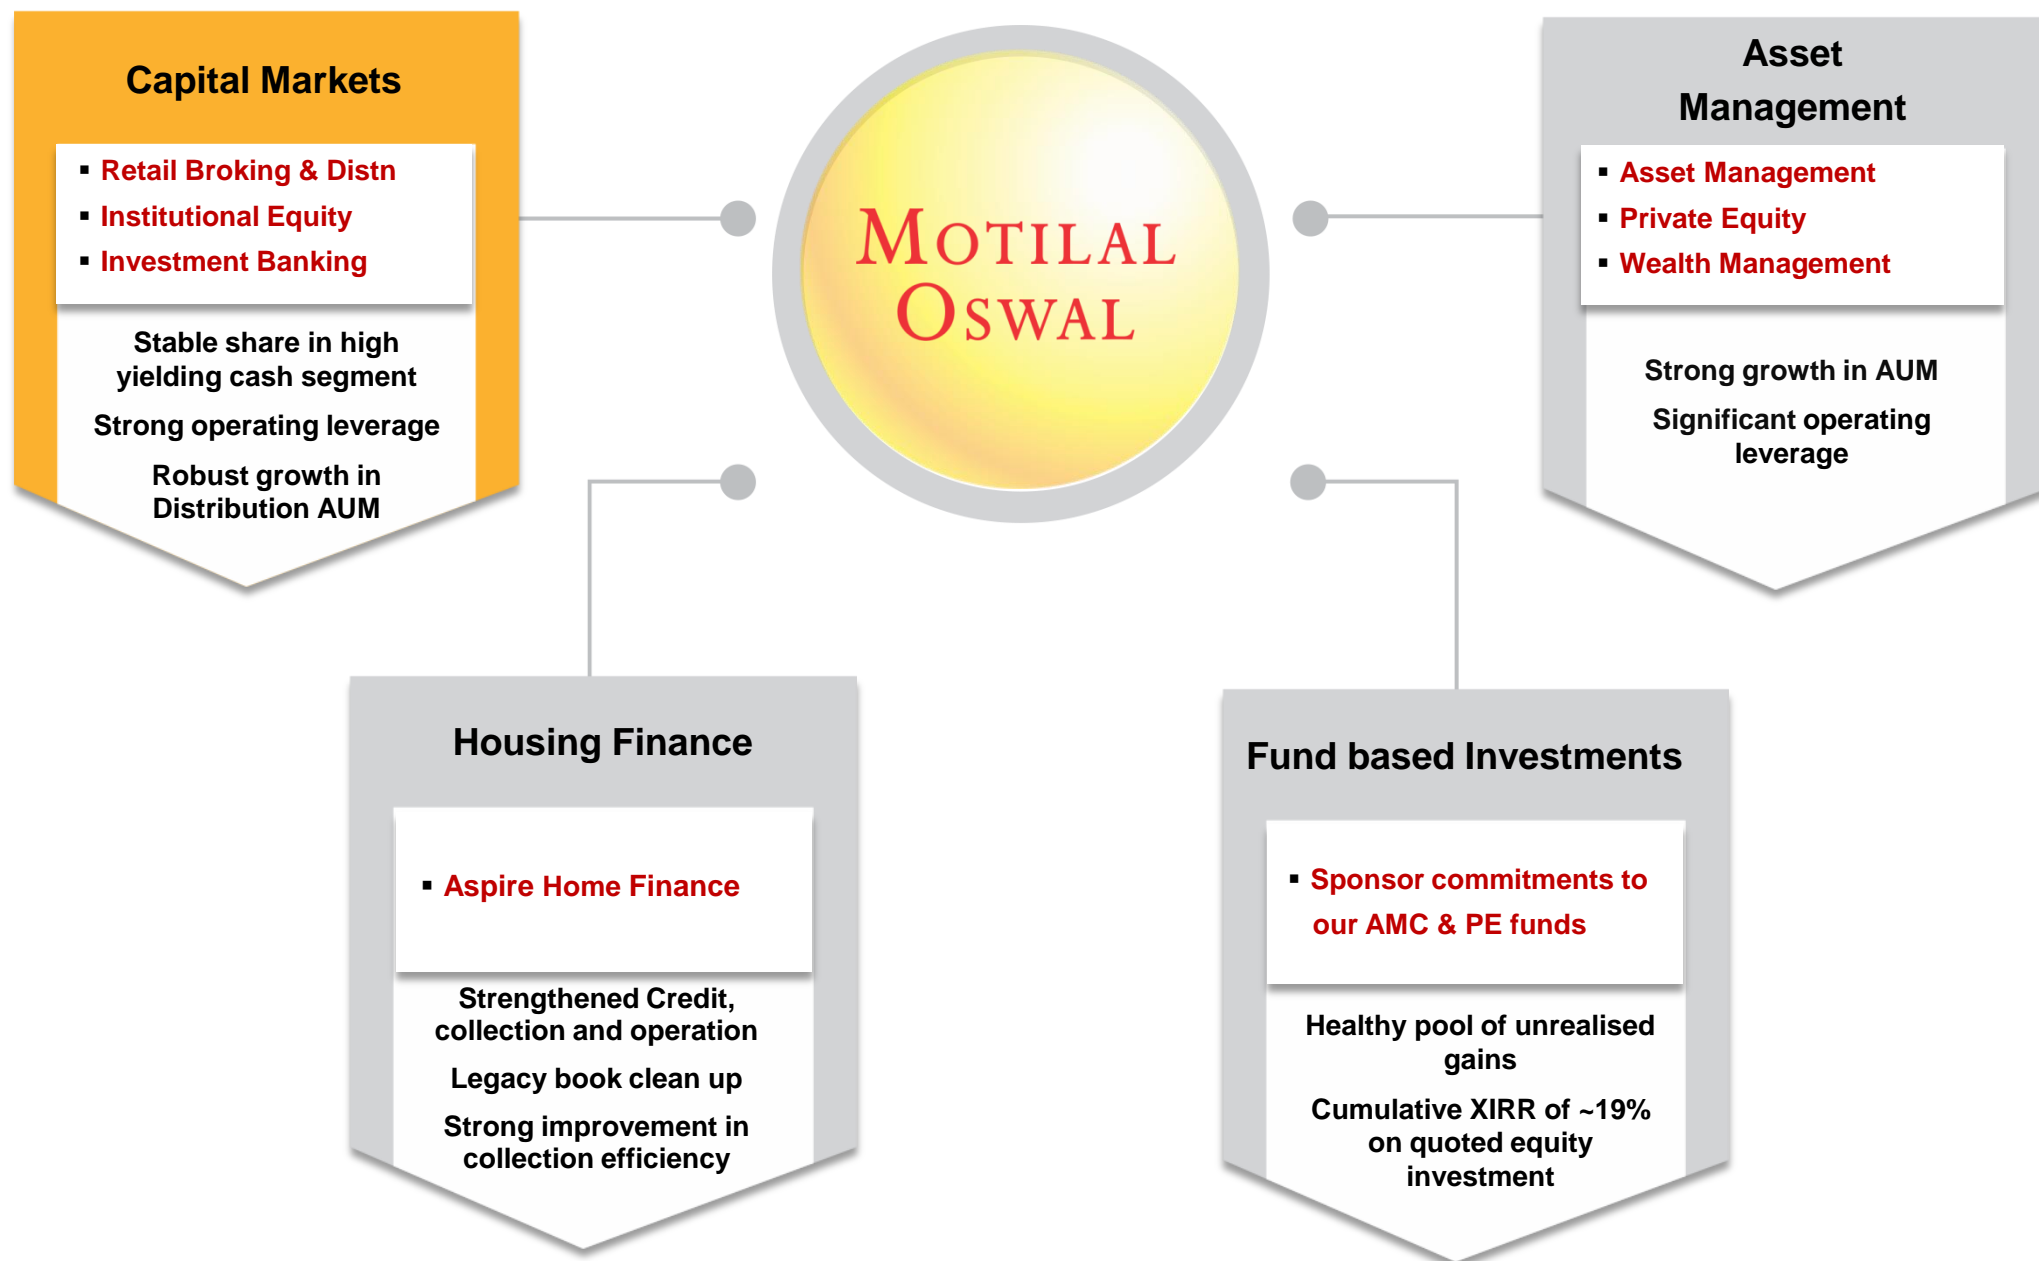 Capital Markets
▪ Retail Broking & Distn
▪ Institutional Equity
▪ Investment Banking
Stable share in high
yielding cash segment
Strong operating leverage
Robust growth in
Distribution AUM
MOTILAL
OSWAL
Asset
Management
▪ Asset Management
▪ Private Equity
▪ Wealth Management
Strong growth in AUM
Significant operating
leverage
Housing Finance
▪ Aspire Home Finance
Strengthened Credit,
collection and operation
Legacy book clean up
Strong improvement in
collection efficiency
Fund based Investments
▪ Sponsor commitments to
our AMC & PE funds
Healthy pool of unrealised
gains
Cumulative XIRR of ~19%
on quoted equity
investment